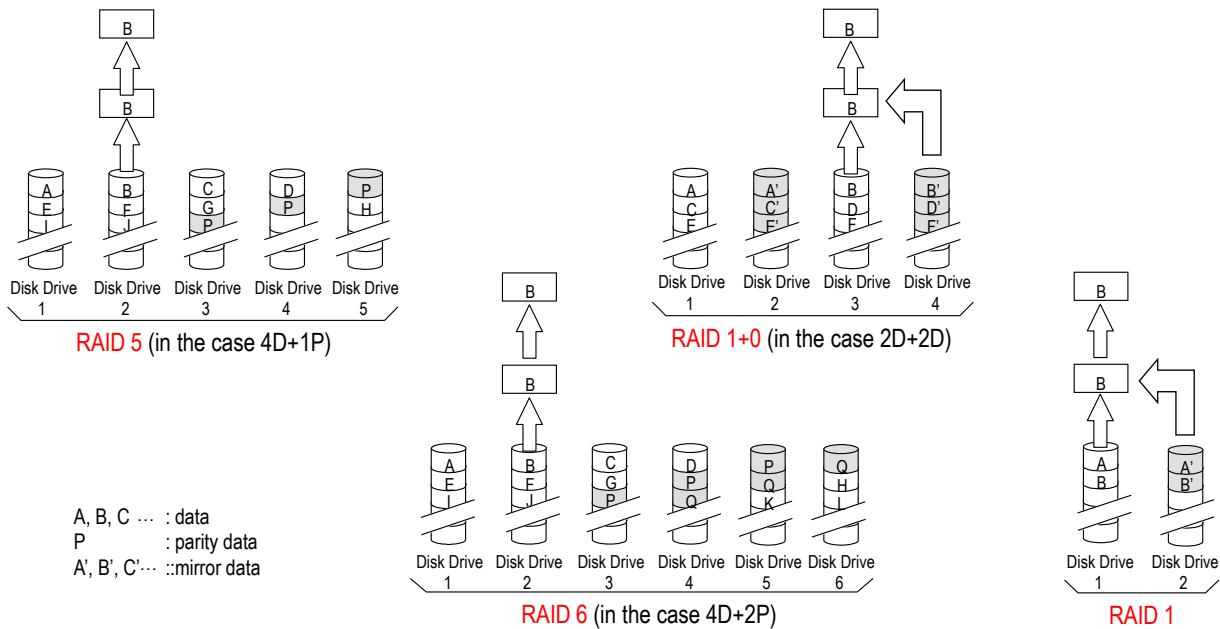 B
B
A
E
I
B
F
J
C
G
P
D
P
P
H
Disk Drive 1
Disk Drive 2
Disk Drive 3
Disk Drive 4
Disk Drive 5
RAID 5 (in the case 4D+1P)
B
B
A
C
E
A'
C'
E'
B
D
F
B'
D'
F'
Disk Drive 1
Disk Drive 2
Disk Drive 3
Disk Drive 4
RAID 1+0 (in the case 2D+2D)
B
B
A
E
I
B
F
J
C
G
P
D
P
Q
P
Q
K
Q
H
L
Disk Drive 1
Disk Drive 2
Disk Drive 3
Disk Drive 4
Disk Drive 5
Disk Drive 6
RAID 6 (in the case 4D+2P)
B
B
A
B
A'
B'
Disk Drive 1
Disk Drive 2
RAID 1
A, B, C ··· : data
P : parity data
A', B', C'··· ::mirror data